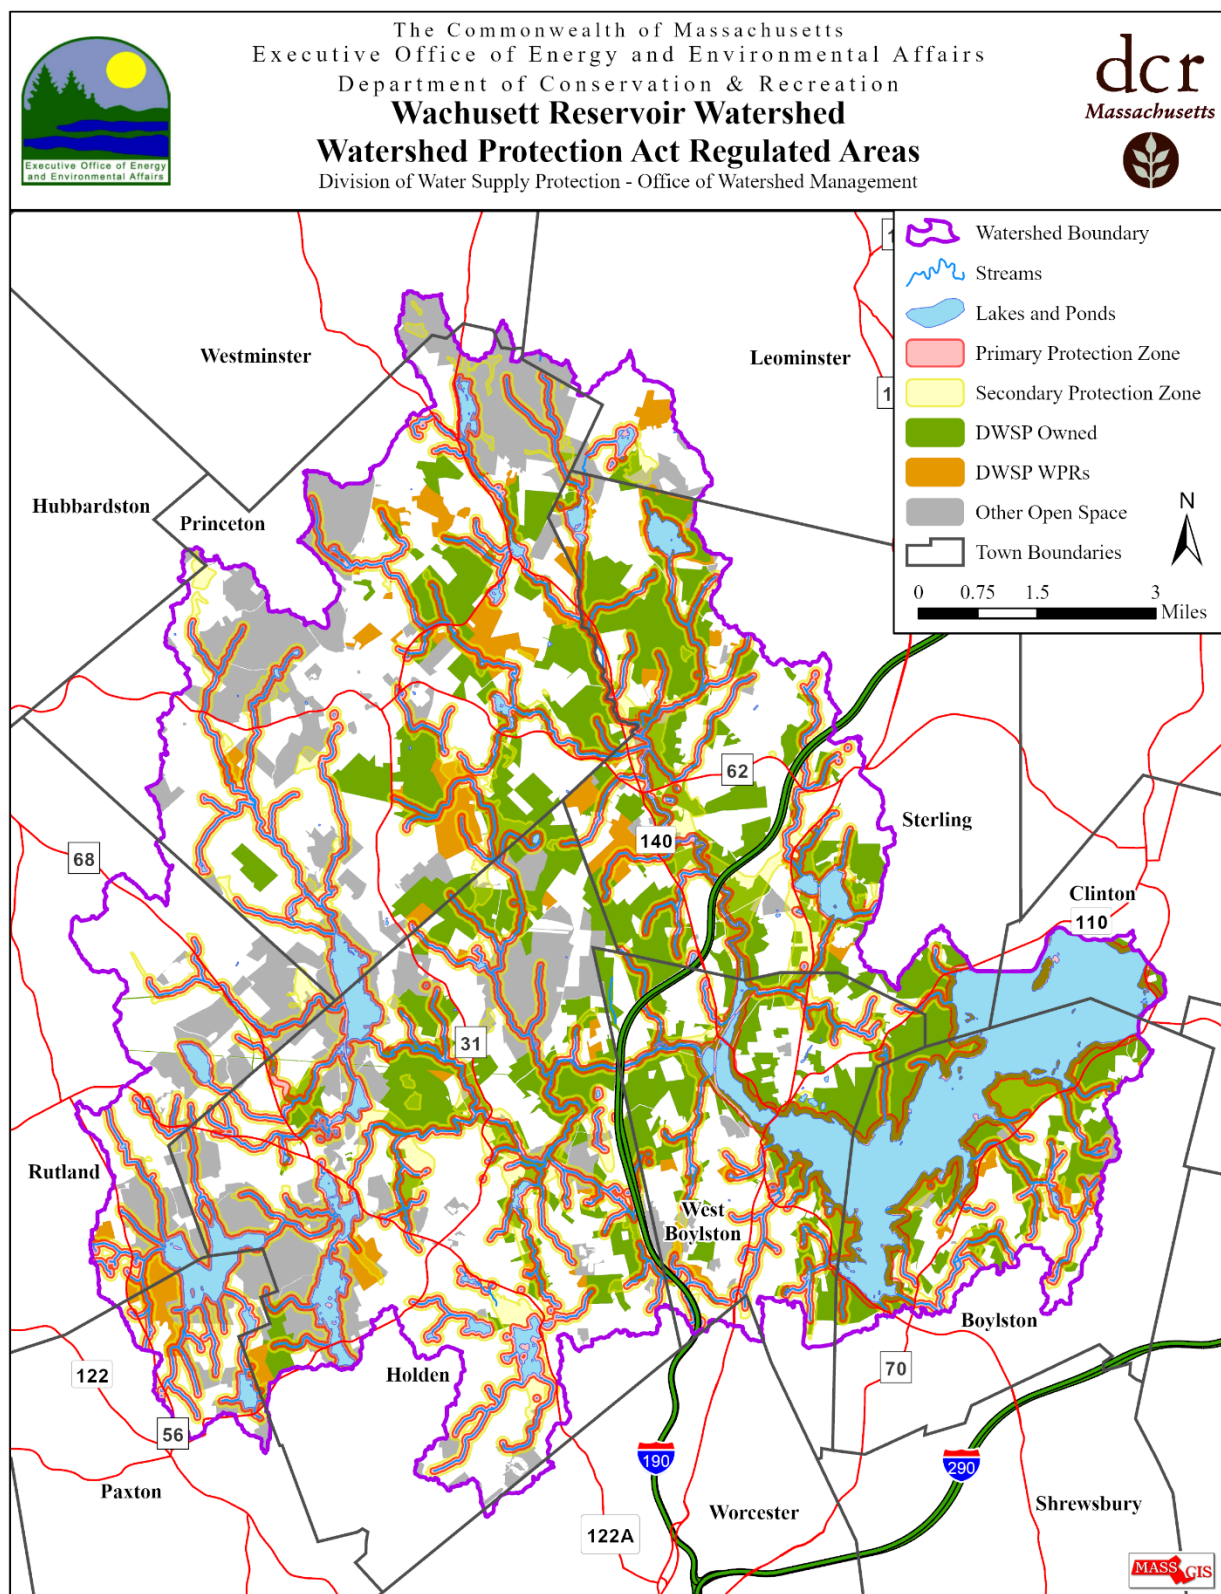 The Commonwealth of Massachusetts
Executive Office of Energy and Environmental Affairs
Department of Conservation & Recreation
Wachusett Reservoir Watershed
Watershed Protection Act Regulated Areas
Division of Water Supply Protection - Office of Watershed Management
Executive Office of Energy
and Environmental Affairs
dcr
Massachusetts
Watershed Boundary
Streams
Lakes and Ponds
Primary Protection Zone
Secondary Protection Zone
DWSP Owned
DWSP WPRs
Other Open Space
Town Boundaries
N
0 0.75 1.5 3
Miles
Westminster
Leominster
Hubbardston
Princeton
62
140
Sterling
68
Clinton
110
31
Rutland
West
Boylston
Boylston
Holden
122
70
56
190
290
Paxton
Worcester
Shrewsbury
122A
MASS GIS